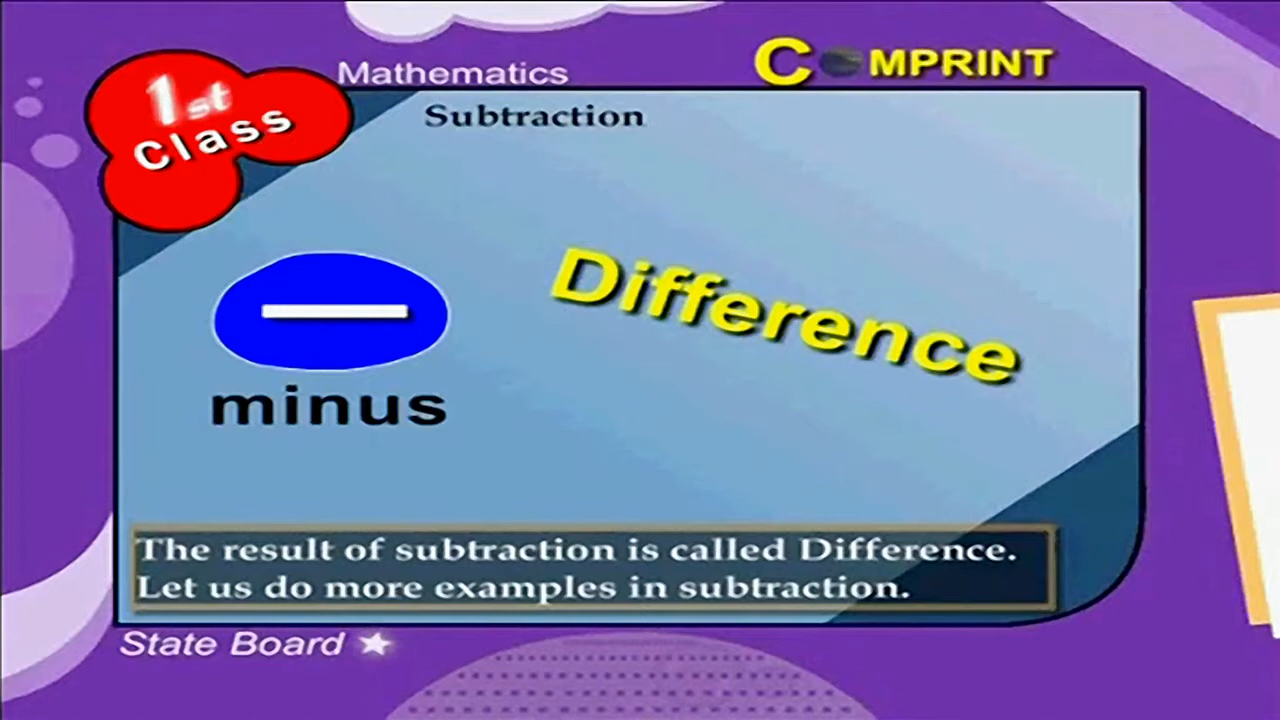 Mathematics
COMPRINT
1st
Class
Subtraction
Difference
minus
The result of subtraction is called Difference.
Let us do more examples in subtraction.
State Board